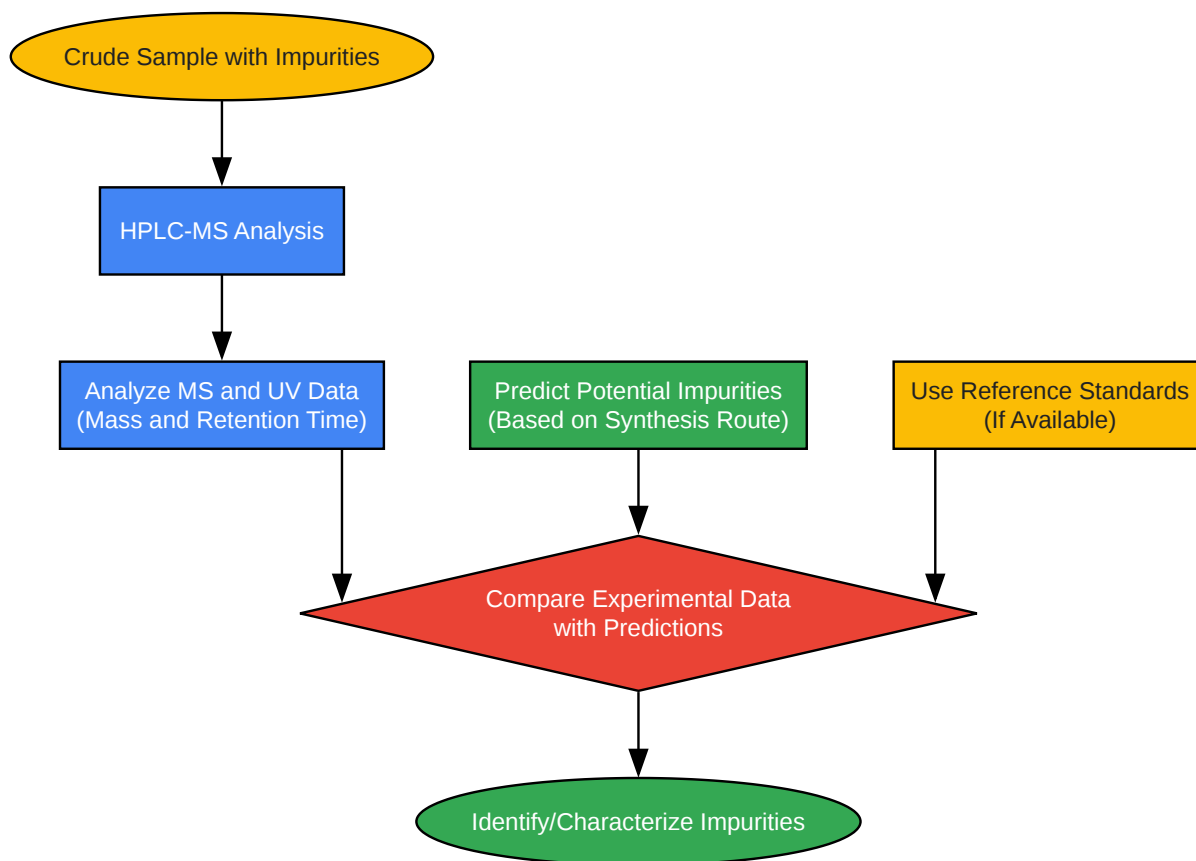 Crude Sample with Impurities
HPLC-MS Analysis
Analyze MS and UV Data
(Mass and Retention Time)
Predict Potential Impurities
(Based on Synthesis Route)
Use Reference Standards
(If Available)
Compare Experimental Data
with Predictions
Identify/Characterize Impurities